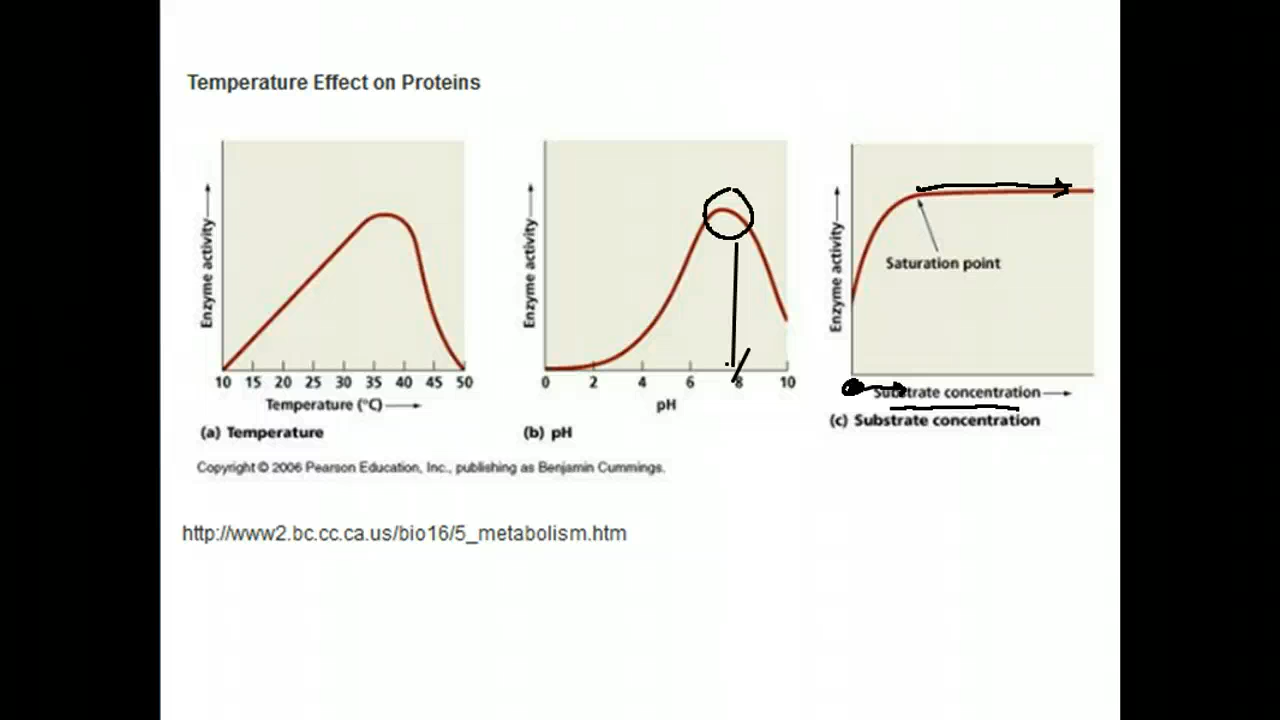 Temperature Effect on Proteins
Enzyme activity
10 15 20 25 30 35 40 45 50
Temperature (°C)
(a) Temperature
Enzyme activity
0 2 4 6 8 10
pH
(b) pH
Enzyme activity
Saturation point
Substrate concentration
(c) Substrate concentration
Copyright © 2006 Pearson Education, Inc., publishing as Benjamin Cummings.
http://www2.bc.cc.ca.us/bio16/5_metabolism.htm